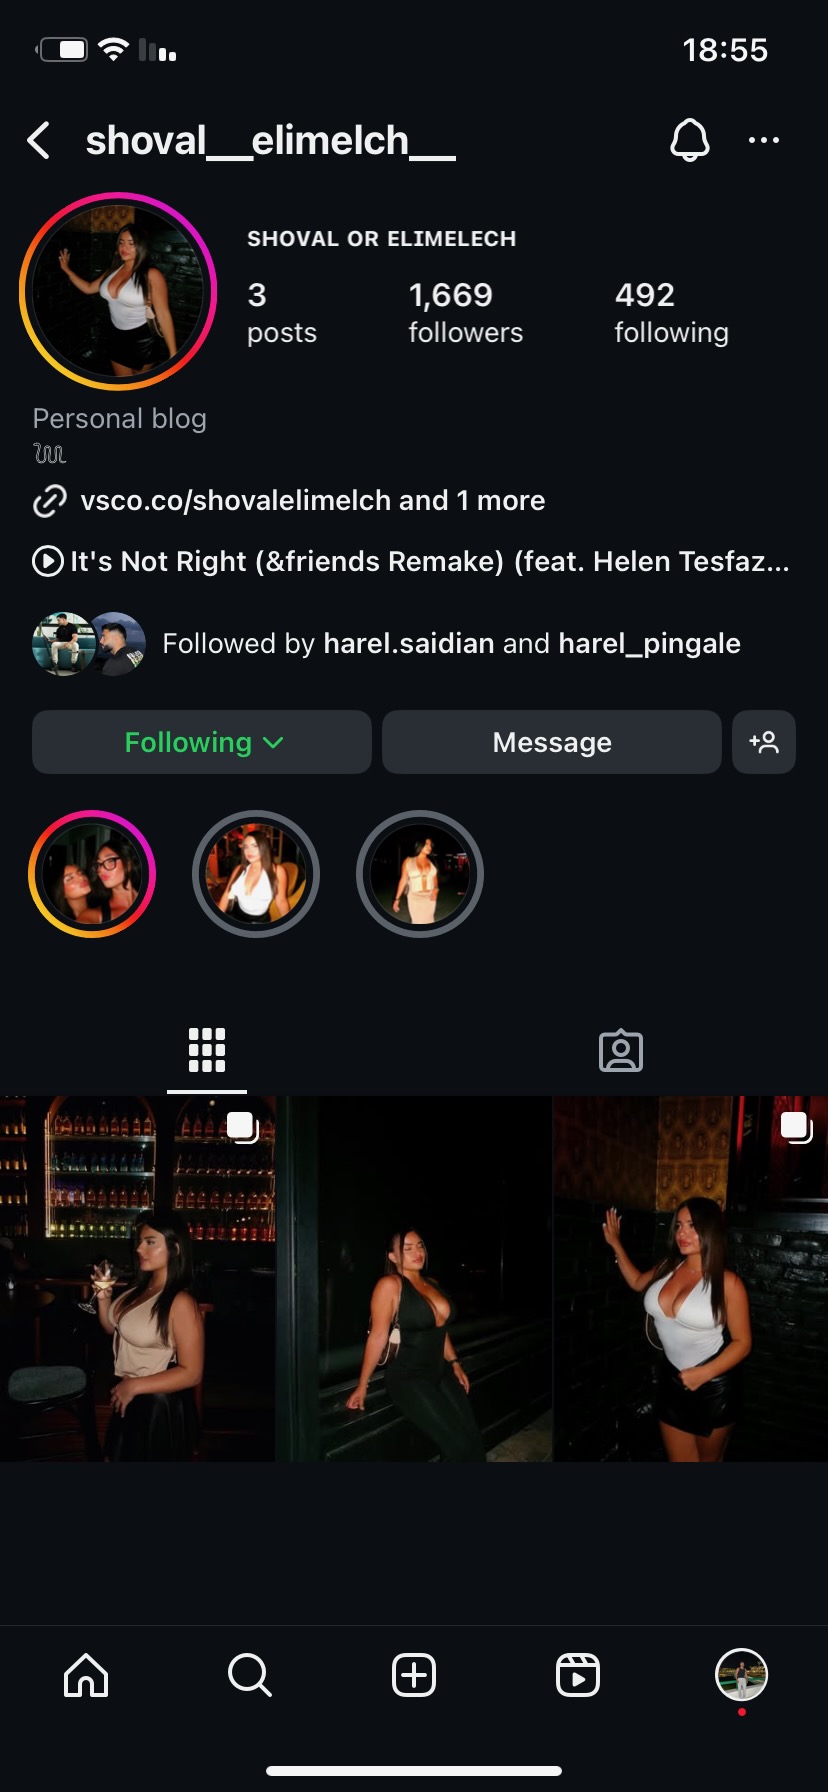 18:55
shoval__elimelch__
SHOVAL OR ELIMELECH
3
posts
1,669
followers
492
following
Personal blog
vsco.co/shovalelimelch and 1 more
It's Not Right (&friends Remake) (feat. Helen Tesfaz...
Followed by harel.saidian and harel_pingale
Following
Message